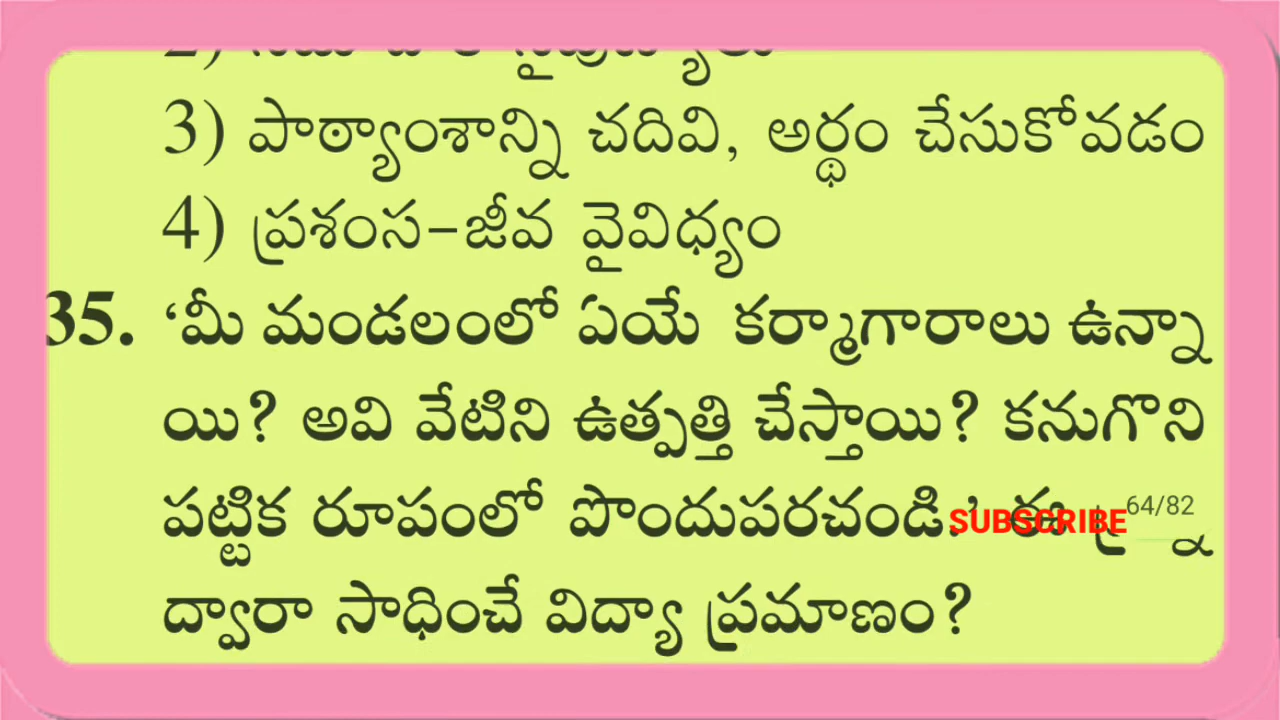 3) పాఠ్యాంశాన్ని చదివి, అర్థం చేసుకోవడం
4) ప్రశంస-జీవ వైవిధ్యం
35. ‘మీ మండలంలో ఏయే కర్మాగారాలు ఉన్నా
యి? అవి వేటిని ఉత్పత్తి చేస్తాయి? కనుగొని
పట్టిక రూపంలో పొందుపరచండి.’ ఈ
SUBSCRIBE 64/82
ద్వారా సాధించే విద్యా ప్రమాణం?